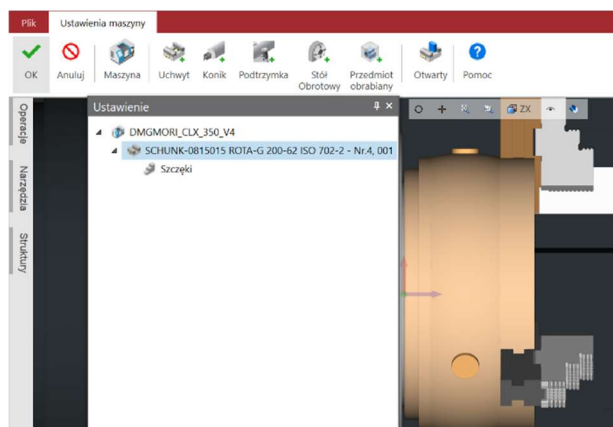 Plik
Ustawienia maszyny
OK
Anuluj
Maszyna
Uchwyt
Konik
Podtrzymka
Stół
Obrotowy
Przedmiot
obrabiany
Otwarty
Pomoc
Ustawienie
ZX
Operacje
Narzędzia
Struktury
DMGMORI_CLX_350_V4
SCHUNK-0815015 ROTA-G 200-62 ISO 702-2 - Nr.4, 001
Szczęki